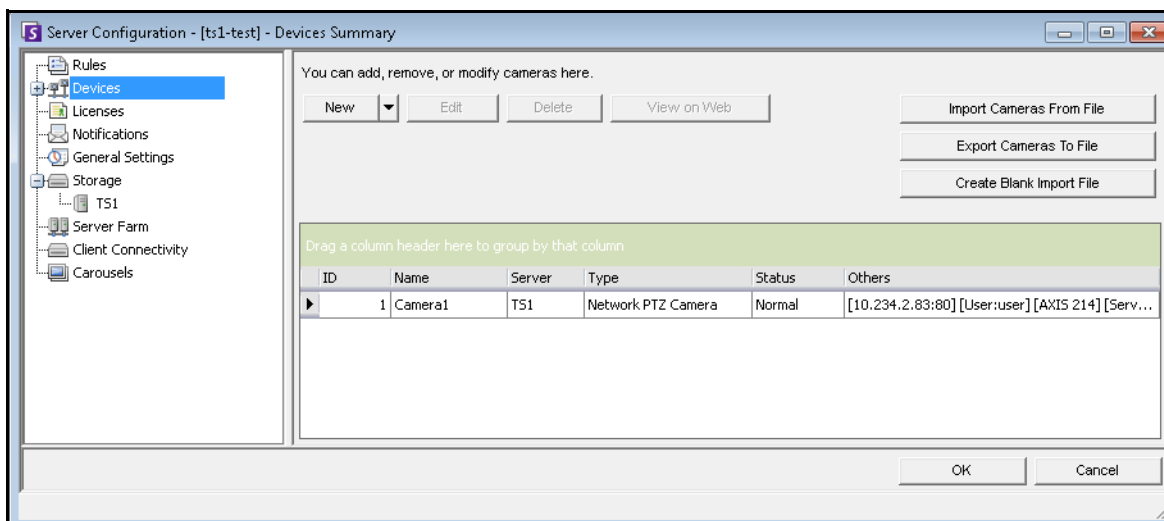 Server Configuration - [ts1-test] - Devices Summary
Rules
Devices
Licenses
Notifications
General Settings
Storage
TS1
Server Farm
Client Connectivity
Carousels
You can add, remove, or modify cameras here.
New Edit Delete View on Web
Import Cameras From File
Export Cameras To File
Create Blank Import File
Drag a column header here to group by that column
ID Name Server Type Status Others
1 Camera1 TS1 Network PTZ Camera Normal [10.234.2.83:80] [User:user] [AXIS 214] [Serv...
OK Cancel